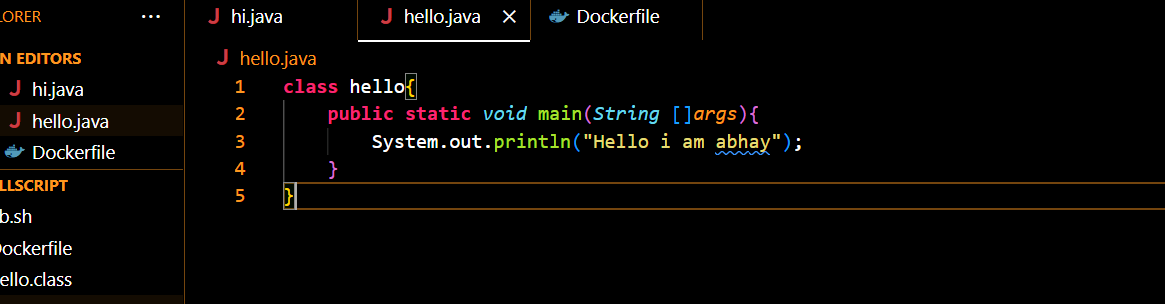 LORER ...
hi.java hello.java × Dockerfile
N EDITORS
hi.java
hello.java
Dockerfile
LLSCRIPT
b.sh
ockerfile
ello.class
hello.java
1 class hello{
2 public static void main(String []args){
3 System.out.println("Hello i am abhay");
4 }
5 }